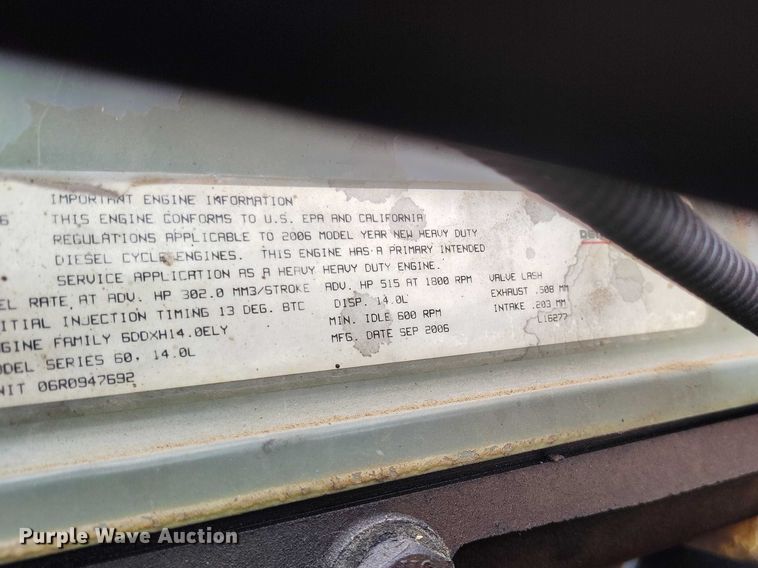 IMPORTANT ENGINE INFORMATION
6 THIS ENGINE CONFORMS TO U.S. EPA AND CALIFORNIA
REGULATIONS APPLICABLE TO 2006 MODEL YEAR NEW HEAVY DUTY
DIESEL CYCLE ENGINES. THIS ENGINE HAS A PRIMARY INTENDED
SERVICE APPLICATION AS A HEAVY HEAVY DUTY ENGINE.
EL RATE AT ADV. HP 302.0 MM3/STROKE ADV. HP 515 AT 1800 RPM VALVE LASH
ITIAL INJECTION TIMING 13 DEG. BTC DISP. 14.0L EXHAUST .508 MM
GINE FAMILY 6DDXH14.0ELY MIN. IDLE 600 RPM INTAKE .203 MM
ODEL SERIES 60, 14.0L MFG. DATE SEP 2006 L16277
NIT 06R0947692
Purple Wave Auction